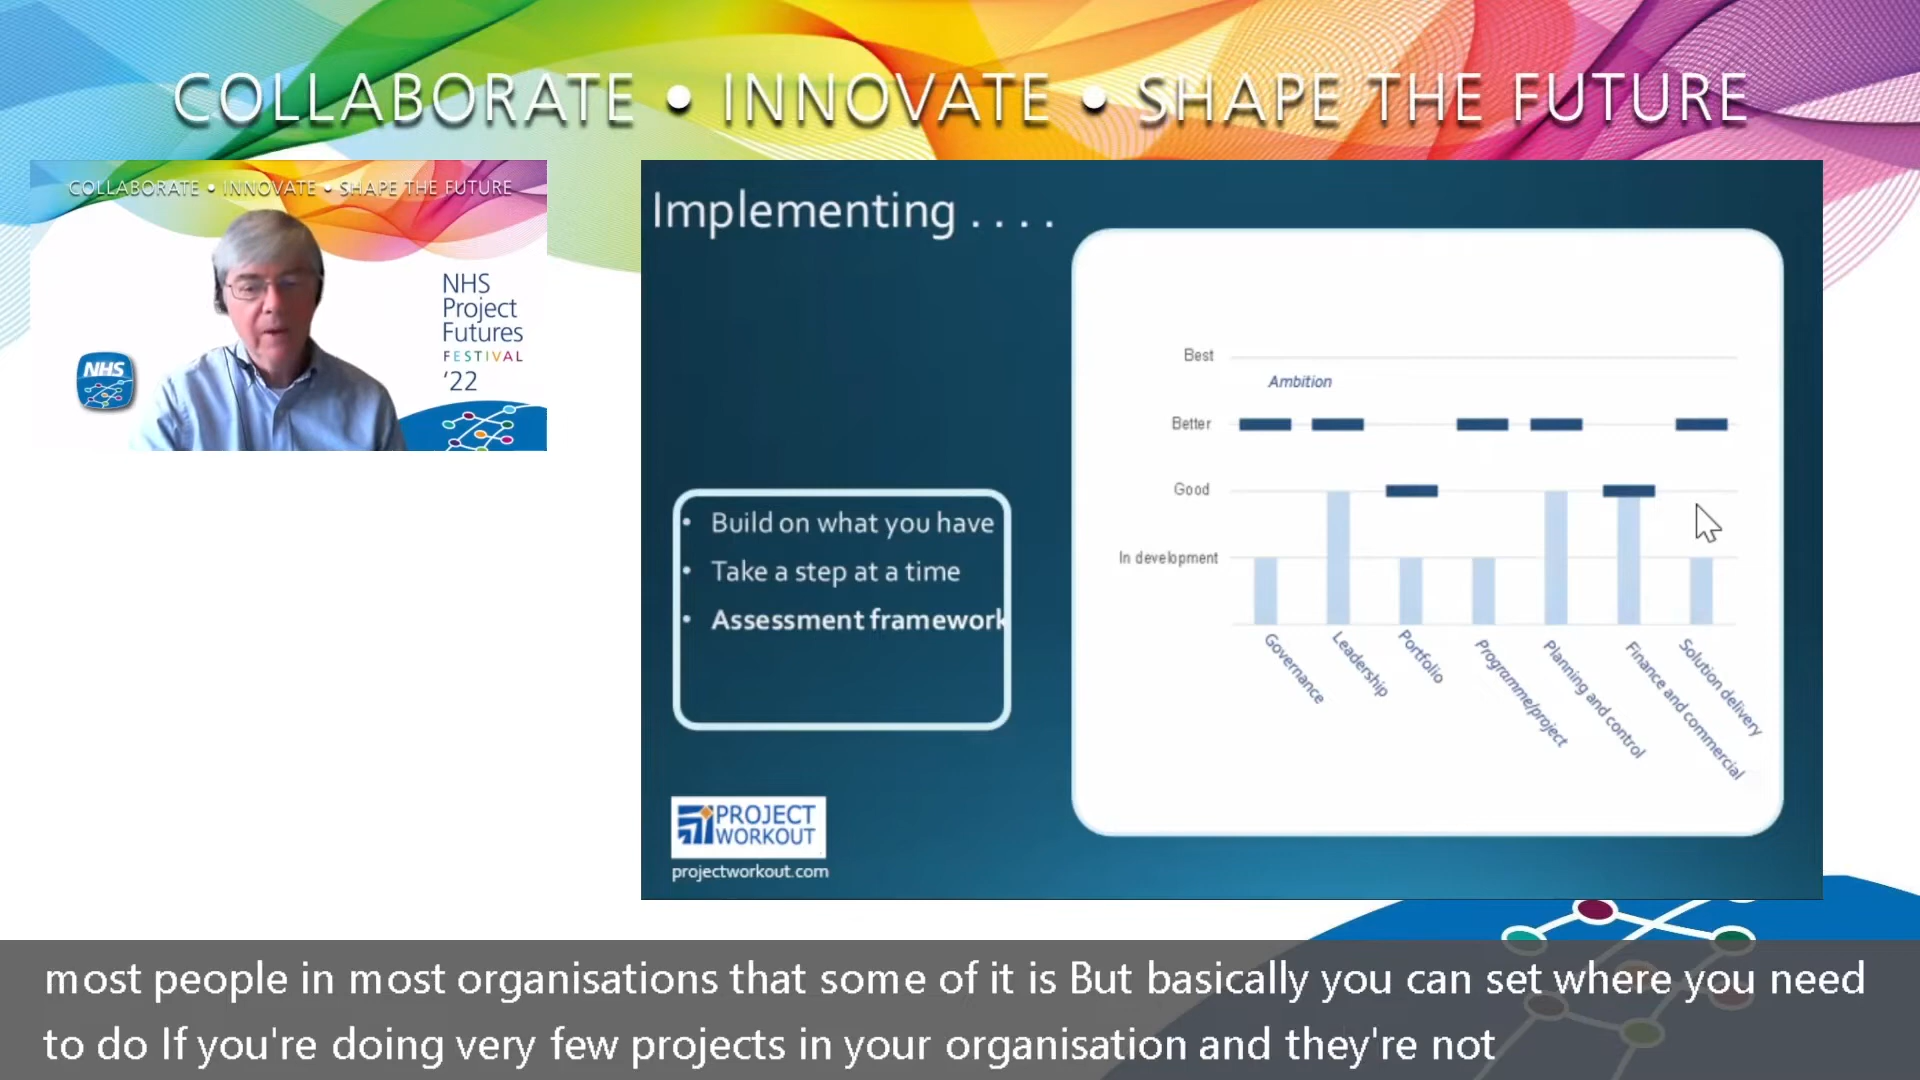 COLLABORATE • INNOVATE • SHAPE THE FUTURE
COLLABORATE • INNOVATE • SHAPE THE FUTURE
NHS
Project
Futures
FESTIVAL
'22
NHS
Implementing . . . .
• Build on what you have
• Take a step at a time
• Assessment framework
PROJECT
WORKOUT
projectworkout.com
Best
Ambition
Better
Good
In development
Governance
Leadership
Portfolio
Programme/project
Planning and control
Finance and commercial
Solution delivery
most people in most organisations that some of it is But basically you can set where you need
to do If you're doing very few projects in your organisation and they're not